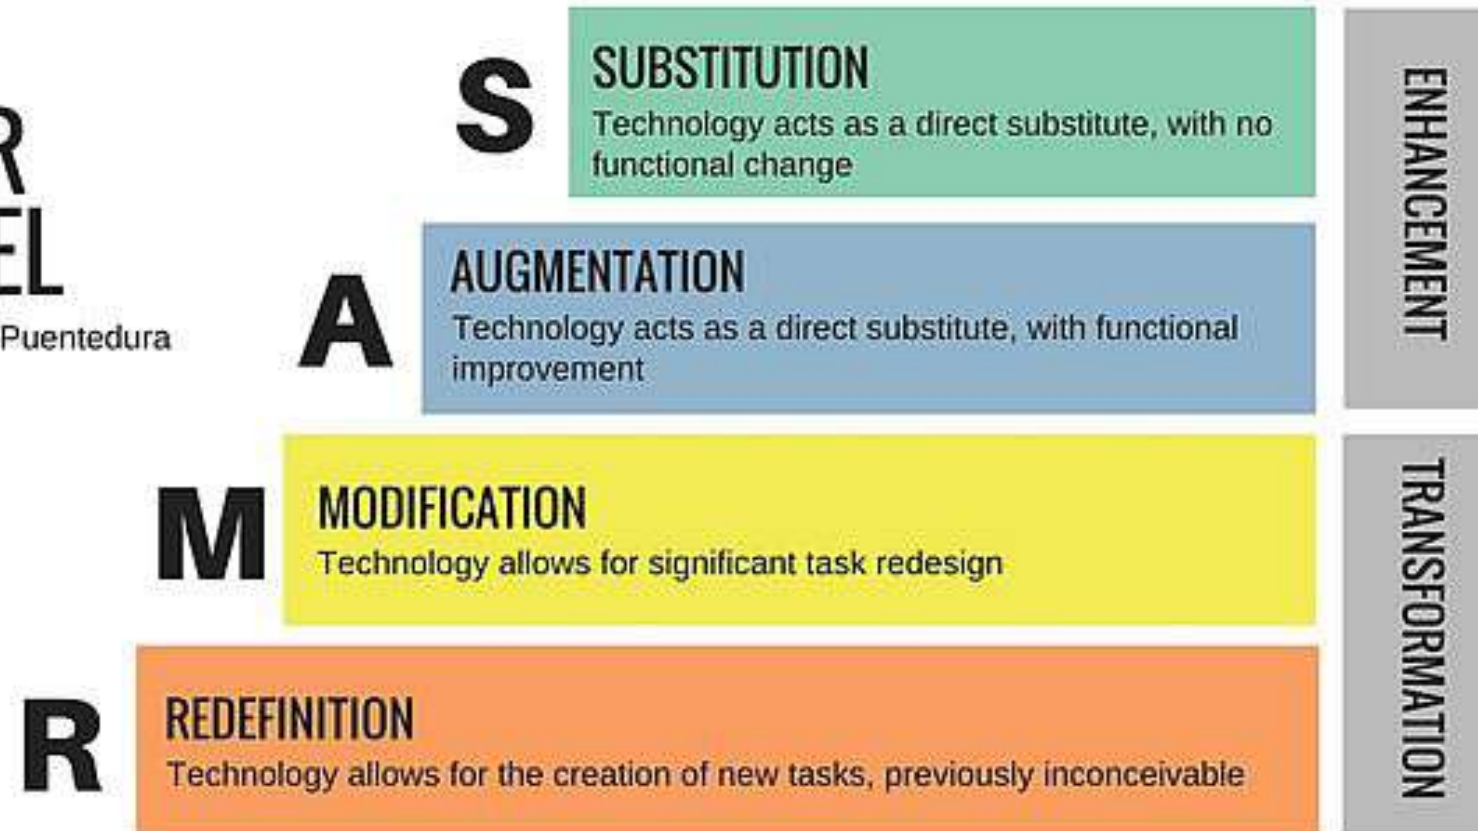 S
SUBSTITUTION
Technology acts as a direct substitute, with no
functional change
R
EL
Puentedura
A
AUGMENTATION
Technology acts as a direct substitute, with functional
improvement
ENHANCEMENT
M
MODIFICATION
Technology allows for significant task redesign
R
REDEFINITION
Technology allows for the creation of new tasks, previously inconceivable
TRANSFORMATION